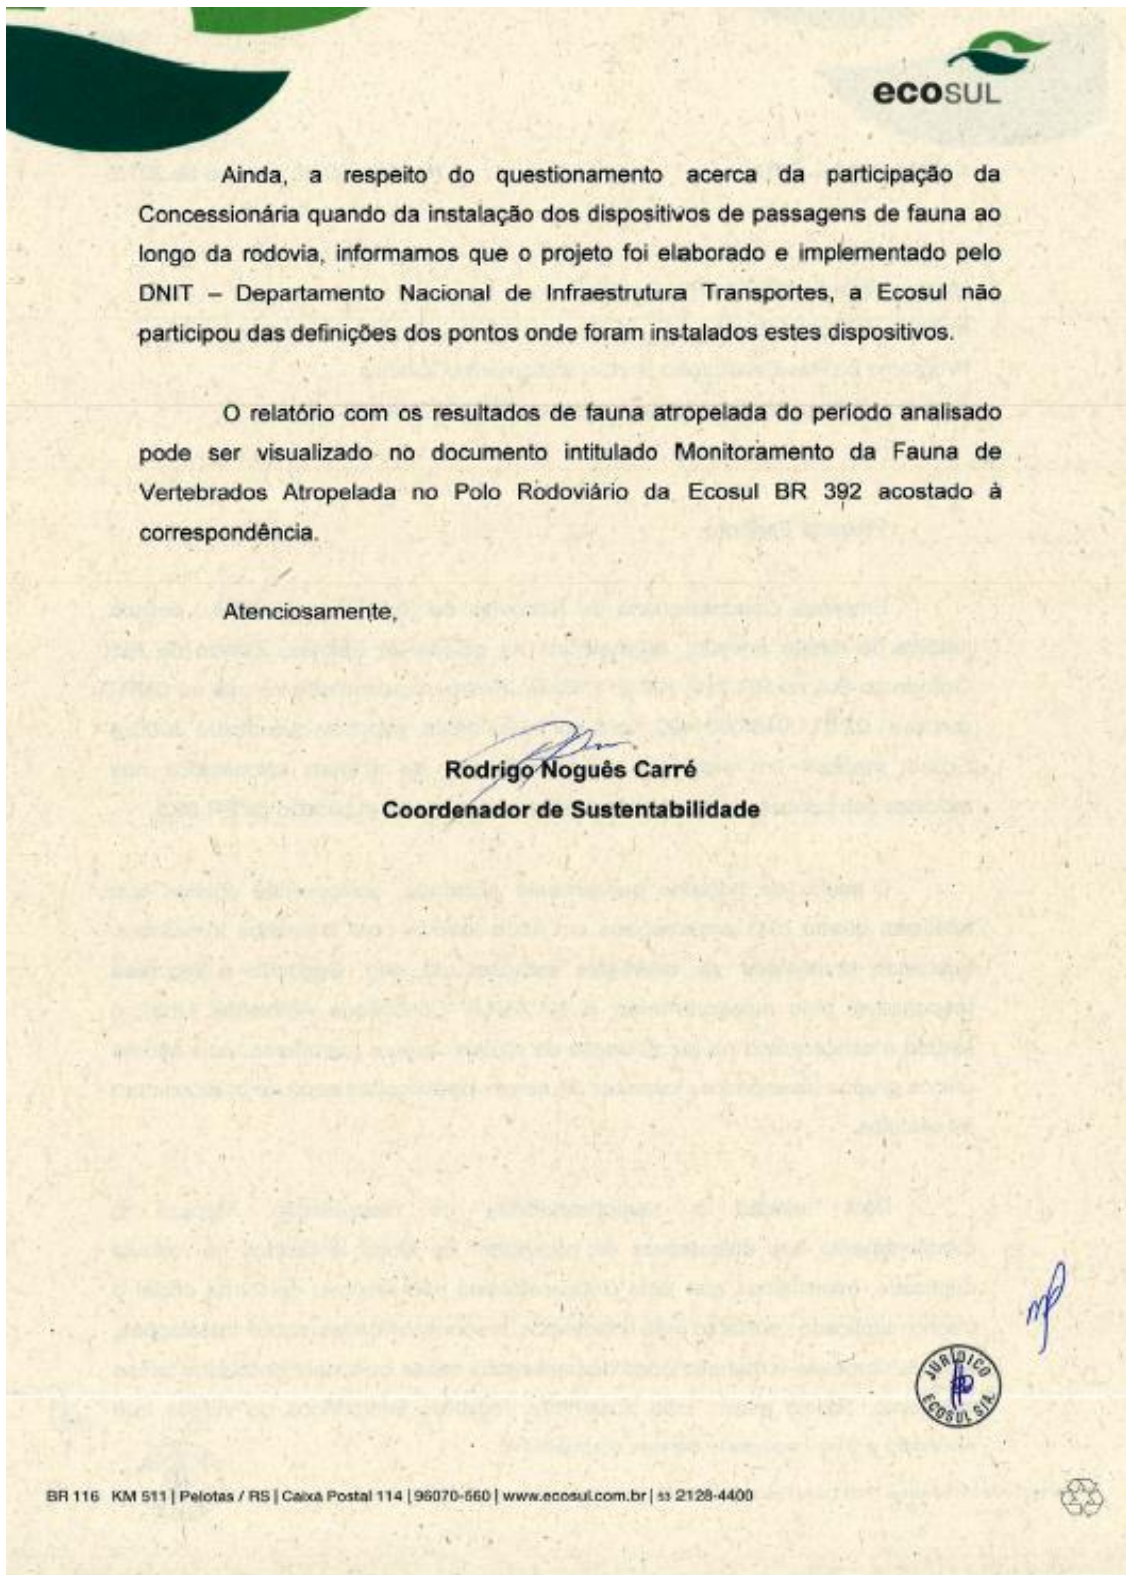 ecoSUL
Ainda, a respeito do questionamento acerca da participação da
Concessionária quando da instalação dos dispositivos de passagens de fauna ao
longo da rodovia, informamos que o projeto foi elaborado e implementado pelo
DNIT – Departamento Nacional de Infraestrutura Transportes, a Ecosul não
participou das definições dos pontos onde foram instalados estes dispositivos.
O relatório com os resultados de fauna atropelada do período analisado
pode ser visualizado no documento intitulado Monitoramento da Fauna de
Vertebrados Atropelada no Polo Rodoviário da Ecosul BR 392 acostado à
correspondência.
Atenciosamente,
Rodrigo Noguês Carré
Coordenador de Sustentabilidade
JURÍDICO
ECOSUL S/A
BR 116 KM 511 | Pelotas / RS | Caixa Postal 114 | 96070-560 | www.ecosul.com.br | 53 2128-4400